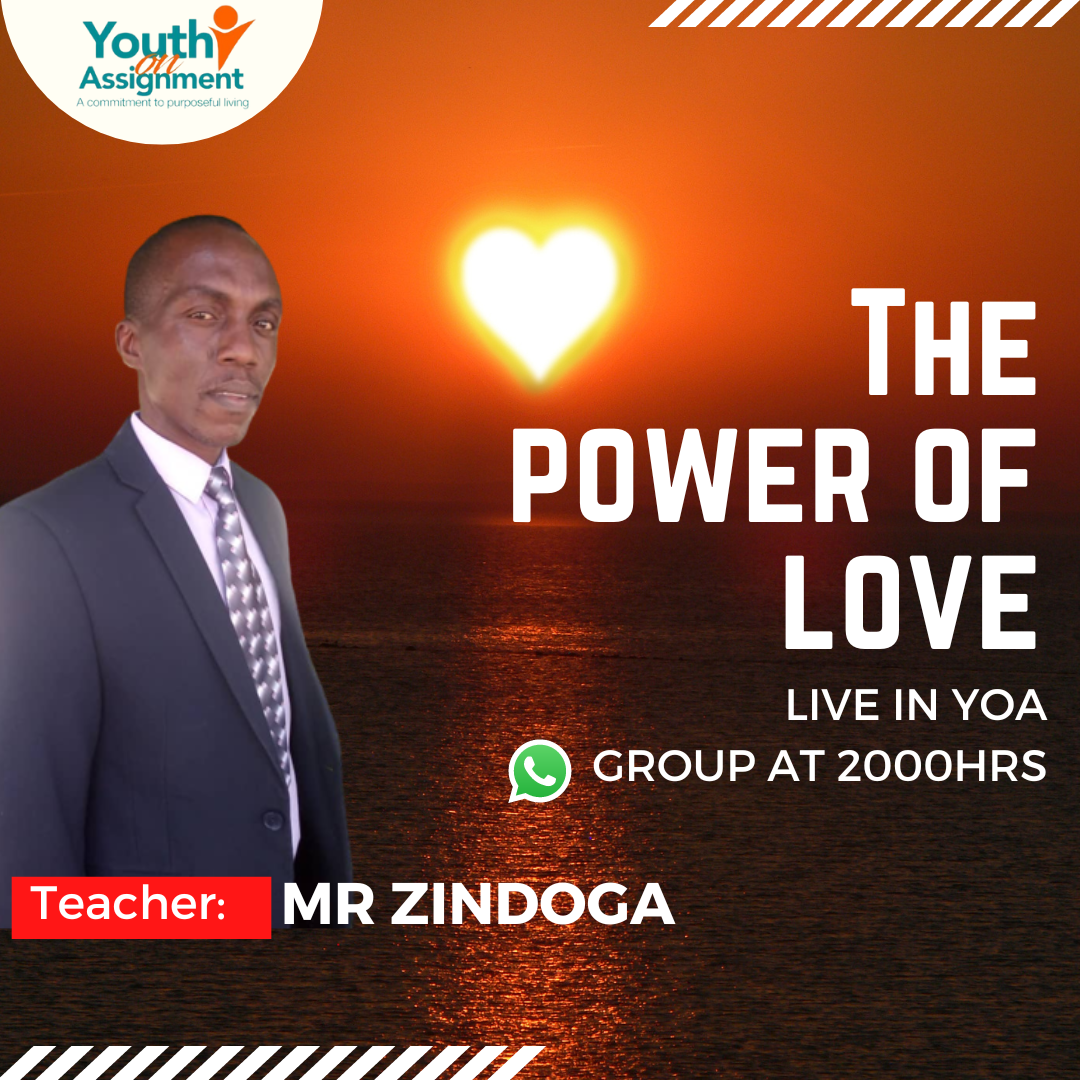 Youth
on
Assignment
A commitment to purposeful living
THE
POWER OF
LOVE
LIVE IN YOA
GROUP AT 2000HRS
Teacher: MR ZINDOGA